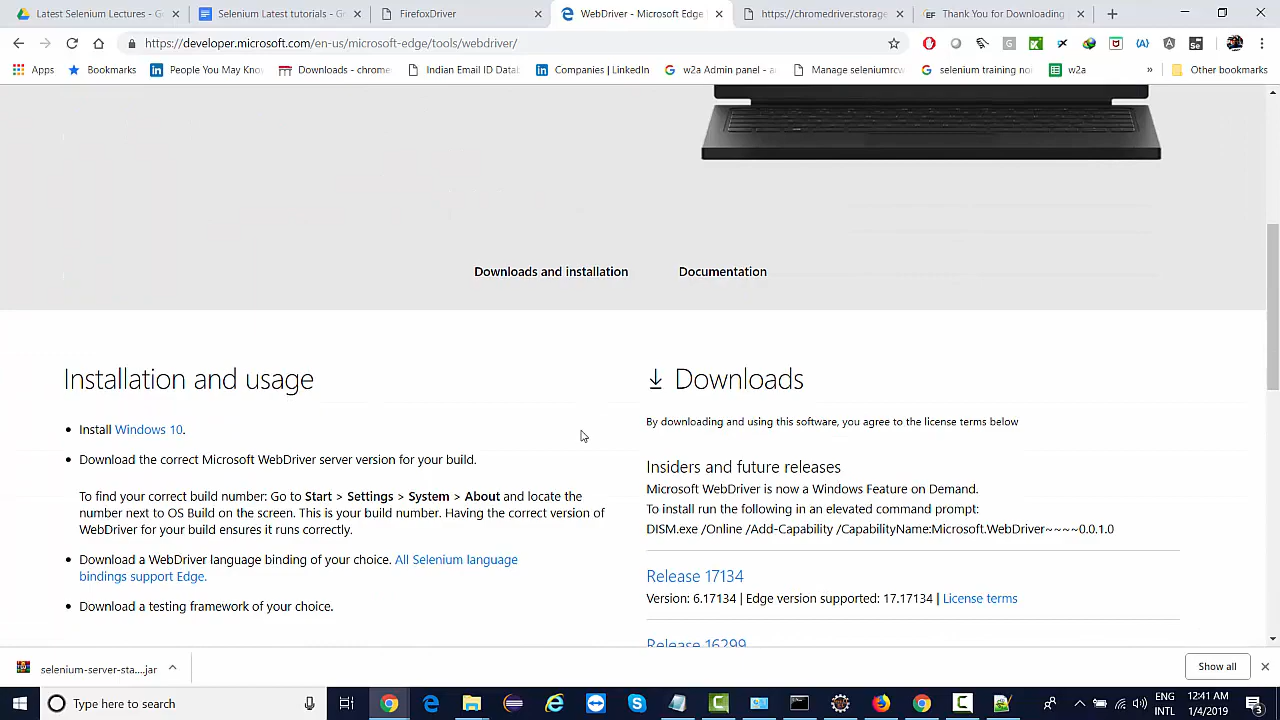 Latest Selenium Lectures - G
Selenium Latest tutorials - G
FirefoxDriver
WebDriver - Microsoft Edge
https://chromedriver.storage
Thank You for Downloading
https://developer.microsoft.com/en-us/microsoft-edge/tools/webdriver/
Apps
Bookmarks
People You May Kno
Downloads - chrome
Indian Email ID Data
Companies | LinkedIn
w2a Admin panel - a
Manage seleniumrcw
selenium training no
w2a
»
Other bookmarks
Downloads and installation
Documentation
Installation and usage
• Install Windows 10.
• Download the correct Microsoft WebDriver server version for your build.
To find your correct build number: Go to Start > Settings > System > About and locate the
number next to OS Build on the screen. This is your build number. Having the correct version of
WebDriver for your build ensures it runs correctly.
• Download a WebDriver language binding of your choice. All Selenium language
bindings support Edge.
• Download a testing framework of your choice.
Downloads
By downloading and using this software, you agree to the license terms below
Insiders and future releases
Microsoft WebDriver is now a Windows Feature on Demand.
To install run the following in an elevated command prompt:
DISM.exe /Online /Add-Capability /CapabilityName:Microsoft.WebDriver~~~~0.0.1.0
Release 17134
Version: 6.17134 | Edge version supported: 17.17134 | License terms
Release 16299
selenium-server-sta....jar
Show all
Type here to search
ENG
INTL
12:41 AM
1/4/2019